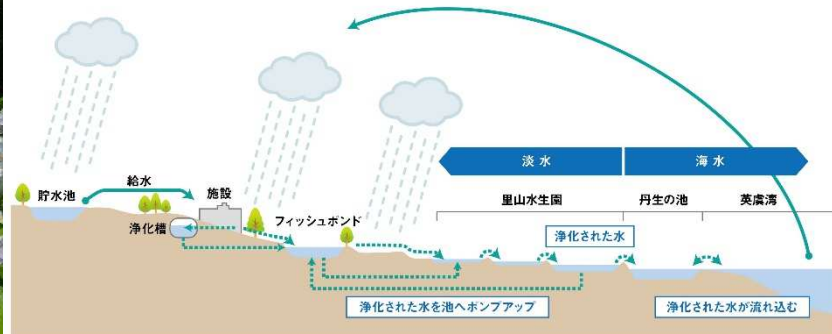 淡水
海水
給水
貯水池
施設
里山水生園
丹生の池
英虞湾
フィッシュポンド
浄化槽
浄化された水
浄化された水を池へポンプアップ
浄化された水が流れ込む